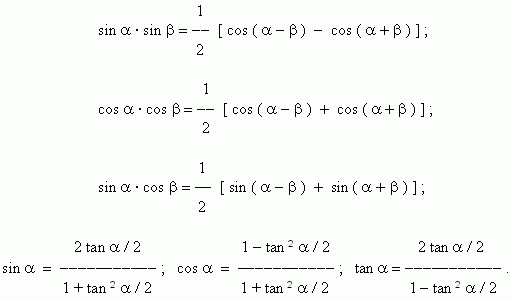 sin α · sin β = 1/2 [ cos ( α − β ) − cos ( α + β ) ] ;
cos α · cos β = 1/2 [ cos ( α − β ) + cos ( α + β ) ] ;
sin α · cos β = 1/2 [ sin ( α − β ) + sin ( α + β ) ] ;
sin α = (2 tan α / 2) / (1 + tan ² α / 2) ; cos α = (1 − tan ² α / 2) / (1 + tan ² α / 2) ; tan α = (2 tan α / 2) / (1 − tan ² α / 2) .